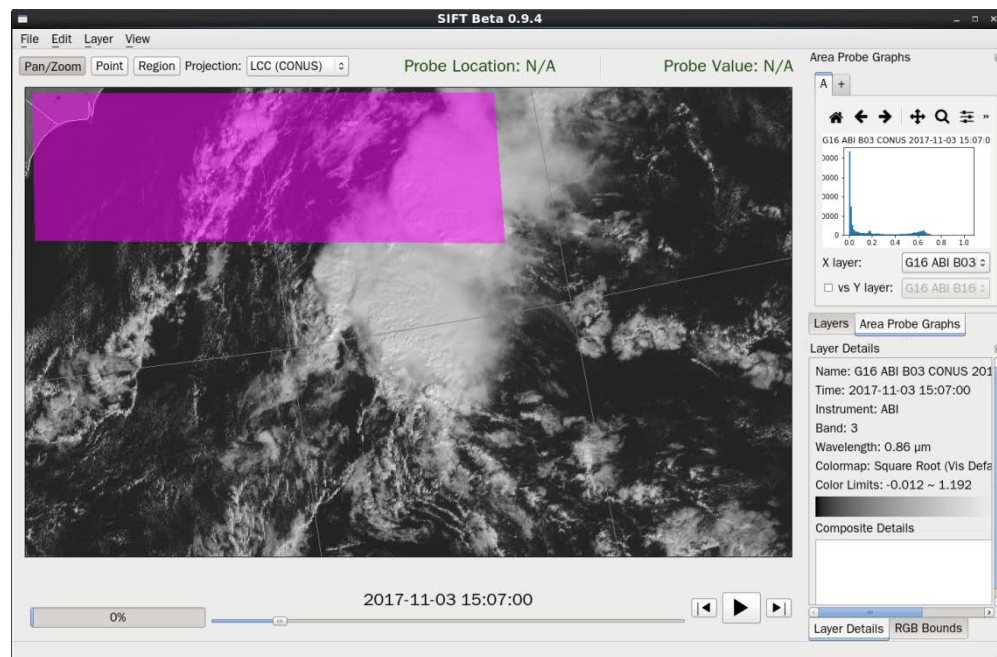 SIFT Beta 0.9.4
File Edit Layer View
Pan/Zoom Point Region Projection: LCC (CONUS) Probe Location: N/A Probe Value: N/A
Area Probe Graphs
A +
»
G16 ABI B03 CONUS 2017-11-03 15:07:0
0000
0000
0000
0
0.0 0.2 0.4 0.6 0.8 1.0
X layer: G16 ABI B03
vs Y layer: G16 ABI B16
Layers Area Probe Graphs
Layer Details
Name: G16 ABI B03 CONUS 201
Time: 2017-11-03 15:07:00
Instrument: ABI
Band: 3
Wavelength: 0.86 µm
Colormap: Square Root (Vis Defa
Color Limits: -0.012 ~ 1.192
Composite Details
2017-11-03 15:07:00
0%
Layer Details RGB Bounds